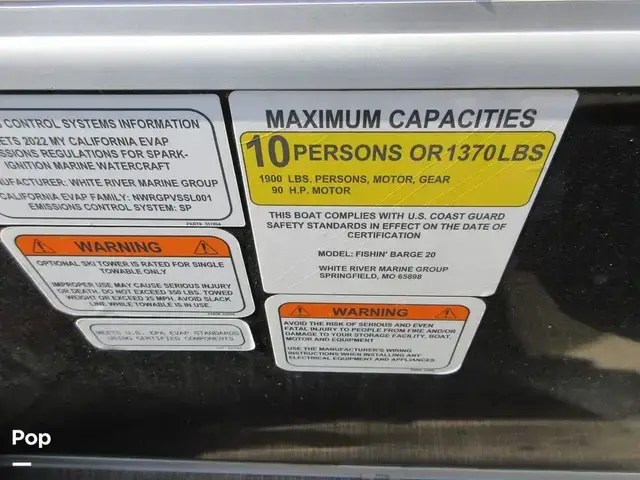 CONTROL SYSTEMS INFORMATION
2022 MY CALIFORNIA EVAP
REGULATIONS FOR SPARK-
IGNITION MARINE WATERCRAFT
WHITE RIVER MARINE GROUP
CALIFORNIA EVAP FAMILY: NWRGPVSSL001
EMISSIONS CONTROL SYSTEM: SP
WARNING
OPTIONAL SKI TOWER IS RATED FOR SINGLE
TOWABLE ONLY
IMPROPER USE MAY CAUSE SERIOUS INJURY
OR DEATH. DO NOT EXCEED 350 LBS. TOWED
WEIGHT OR EXCEED 25 MPH. AVOID SLACK
LINE WHILE TOWABLE IS IN USE.
MEETS U.S. EPA EVAP STANDARDS
USING CERTIFIED COMPONENTS
MAXIMUM CAPACITIES
10 PERSONS OR 1370 LBS
1900 LBS. PERSONS, MOTOR, GEAR
90 H.P. MOTOR
THIS BOAT COMPLIES WITH U.S. COAST GUARD
SAFETY STANDARDS IN EFFECT ON THE DATE OF
CERTIFICATION
MODEL: FISHIN' BARGE 20
WHITE RIVER MARINE GROUP
SPRINGFIELD, MO 65898
WARNING
AVOID THE RISK OF SERIOUS AND EVEN
FATAL INJURY TO PEOPLE FROM FIRE AND/OR
DAMAGE TO YOUR STORAGE FACILITY, BOAT,
MOTOR AND EQUIPMENT
USE THE MANUFACTURER'S WIRING
INSTRUCTIONS WHEN INSTALLING ANY
ELECTRICAL EQUIPMENT AND APPLIANCES
Pop